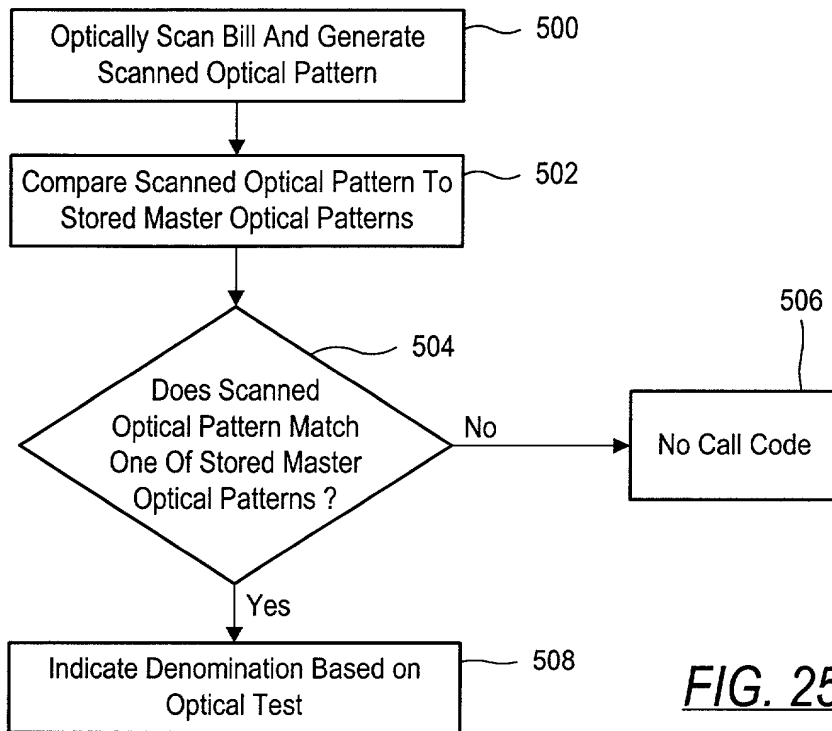 Optically Scan Bill And Generate
Scanned Optical Pattern
500
Compare Scanned Optical Pattern To
Stored Master Optical Patterns
502
504
Does Scanned
Optical Pattern Match
One Of Stored Master
Optical Patterns ?
No
506
No Call Code
Yes
Indicate Denomination Based on
Optical Test
508
FIG. 25